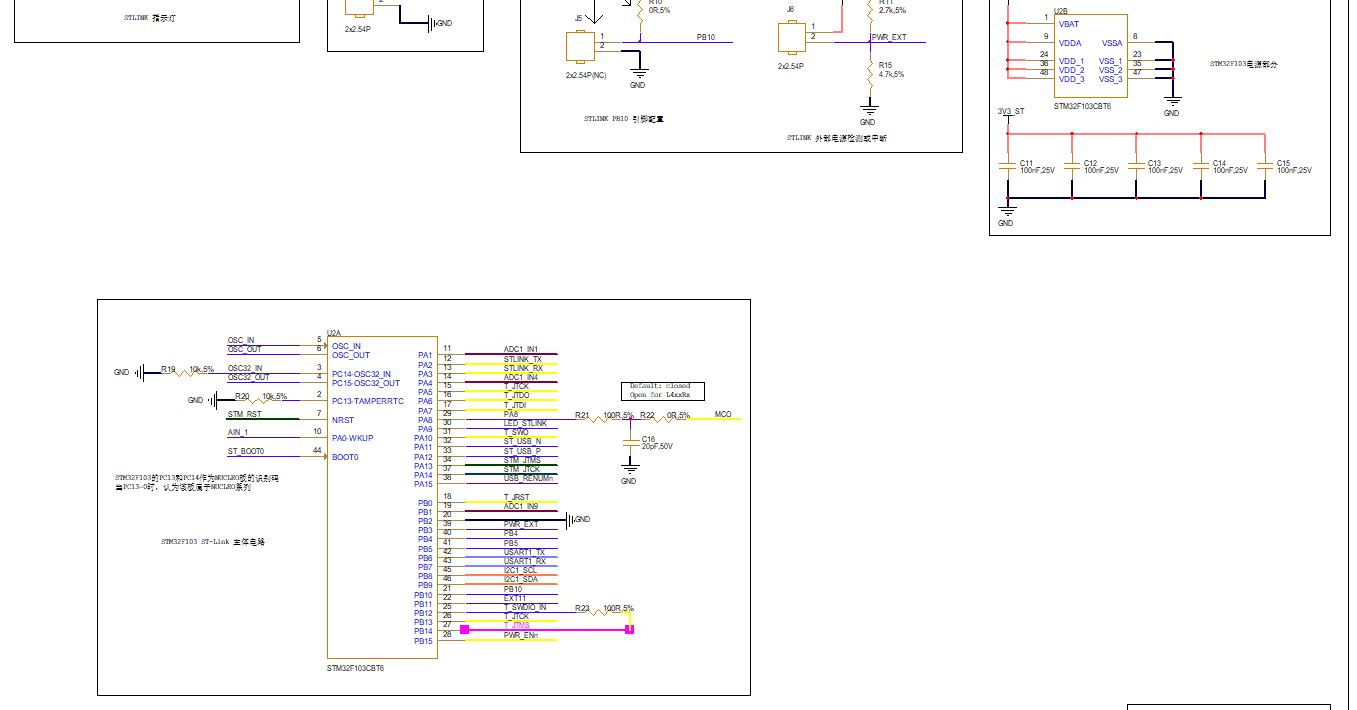 STLINK 指示灯
2
GND
2x2.54P
R10
0R,5%
J5
1
2
PB10
GND
2x2.54P(NC)
STLINK PB10 引脚配置
R11
2.7k,5%
J6
1
2
PWR_EXT
2x2.54P
R15
4.7k,5%
GND
STLINK 外部电源检测或中断
U2B
1
VBAT
9
VDDA
VSSA
8
24
VDD_1
VSS_1
23
36
VDD_2
VSS_2
35
48
VDD_3
VSS_3
47
STM32F103CBT6
GND
STM32F103电源部分
3V3_ST
C11
100nF,25V
C12
100nF,25V
C13
100nF,25V
C14
100nF,25V
C15
100nF,25V
GND
U2A
OSC_IN
5
OSC_IN
OSC_OUT
6
OSC_OUT
GND
R19
10k,5%
OSC32_IN
3
PC14-OSC32_IN
OSC32_OUT
4
PC15-OSC32_OUT
GND
R20
10k,5%
2
PC13-TAMPERRTC
STM_RST
7
NRST
AIN_1
10
PA0-WKUP
ST_BOOT0
44
BOOT0
PA1
11
ADC1_IN1
PA2
12
STLINK_TX
PA3
13
STLINK_RX
PA4
14
ADC1_IN4
PA5
15
T_JTCK
PA6
16
T_JTDO
PA7
17
T_JTDI
PA8
29
PA8
PA9
30
LED_STLINK
PA10
31
T_SWO
PA11
32
ST_USB_N
PA12
33
ST_USB_P
PA13
34
STM_JTMS
PA14
37
STM_JTCK
PA15
38
USB_RENUMn
R21
100R,5%
R22
0R,5%
MCO
Default: closed
Open for L4xxRx
C16
20pF,50V
GND
PB0
18
T_JRST
PB1
19
ADC1_IN9
PB2
20
GND
PB3
39
PWR_EXT
PB4
40
PB4
PB5
41
PB5
PB6
42
USART1_TX
PB7
43
USART1_RX
PB8
45
I2C1_SCL
PB9
46
I2C1_SDA
PB10
21
PB10
PB11
22
EXT11
PB12
25
T_SWDIO_IN
R23
100R,5%
PB13
26
T_JTCK
PB14
27
T_JTMS
PB15
28
PWR_ENn
STM32F103CBT6
STM32F103的PC13和PC14作为NUCLEO板的识别码
当PC13=0时，认为该板属于NUCLEO系列
STM32F103 ST-Link 主体电路